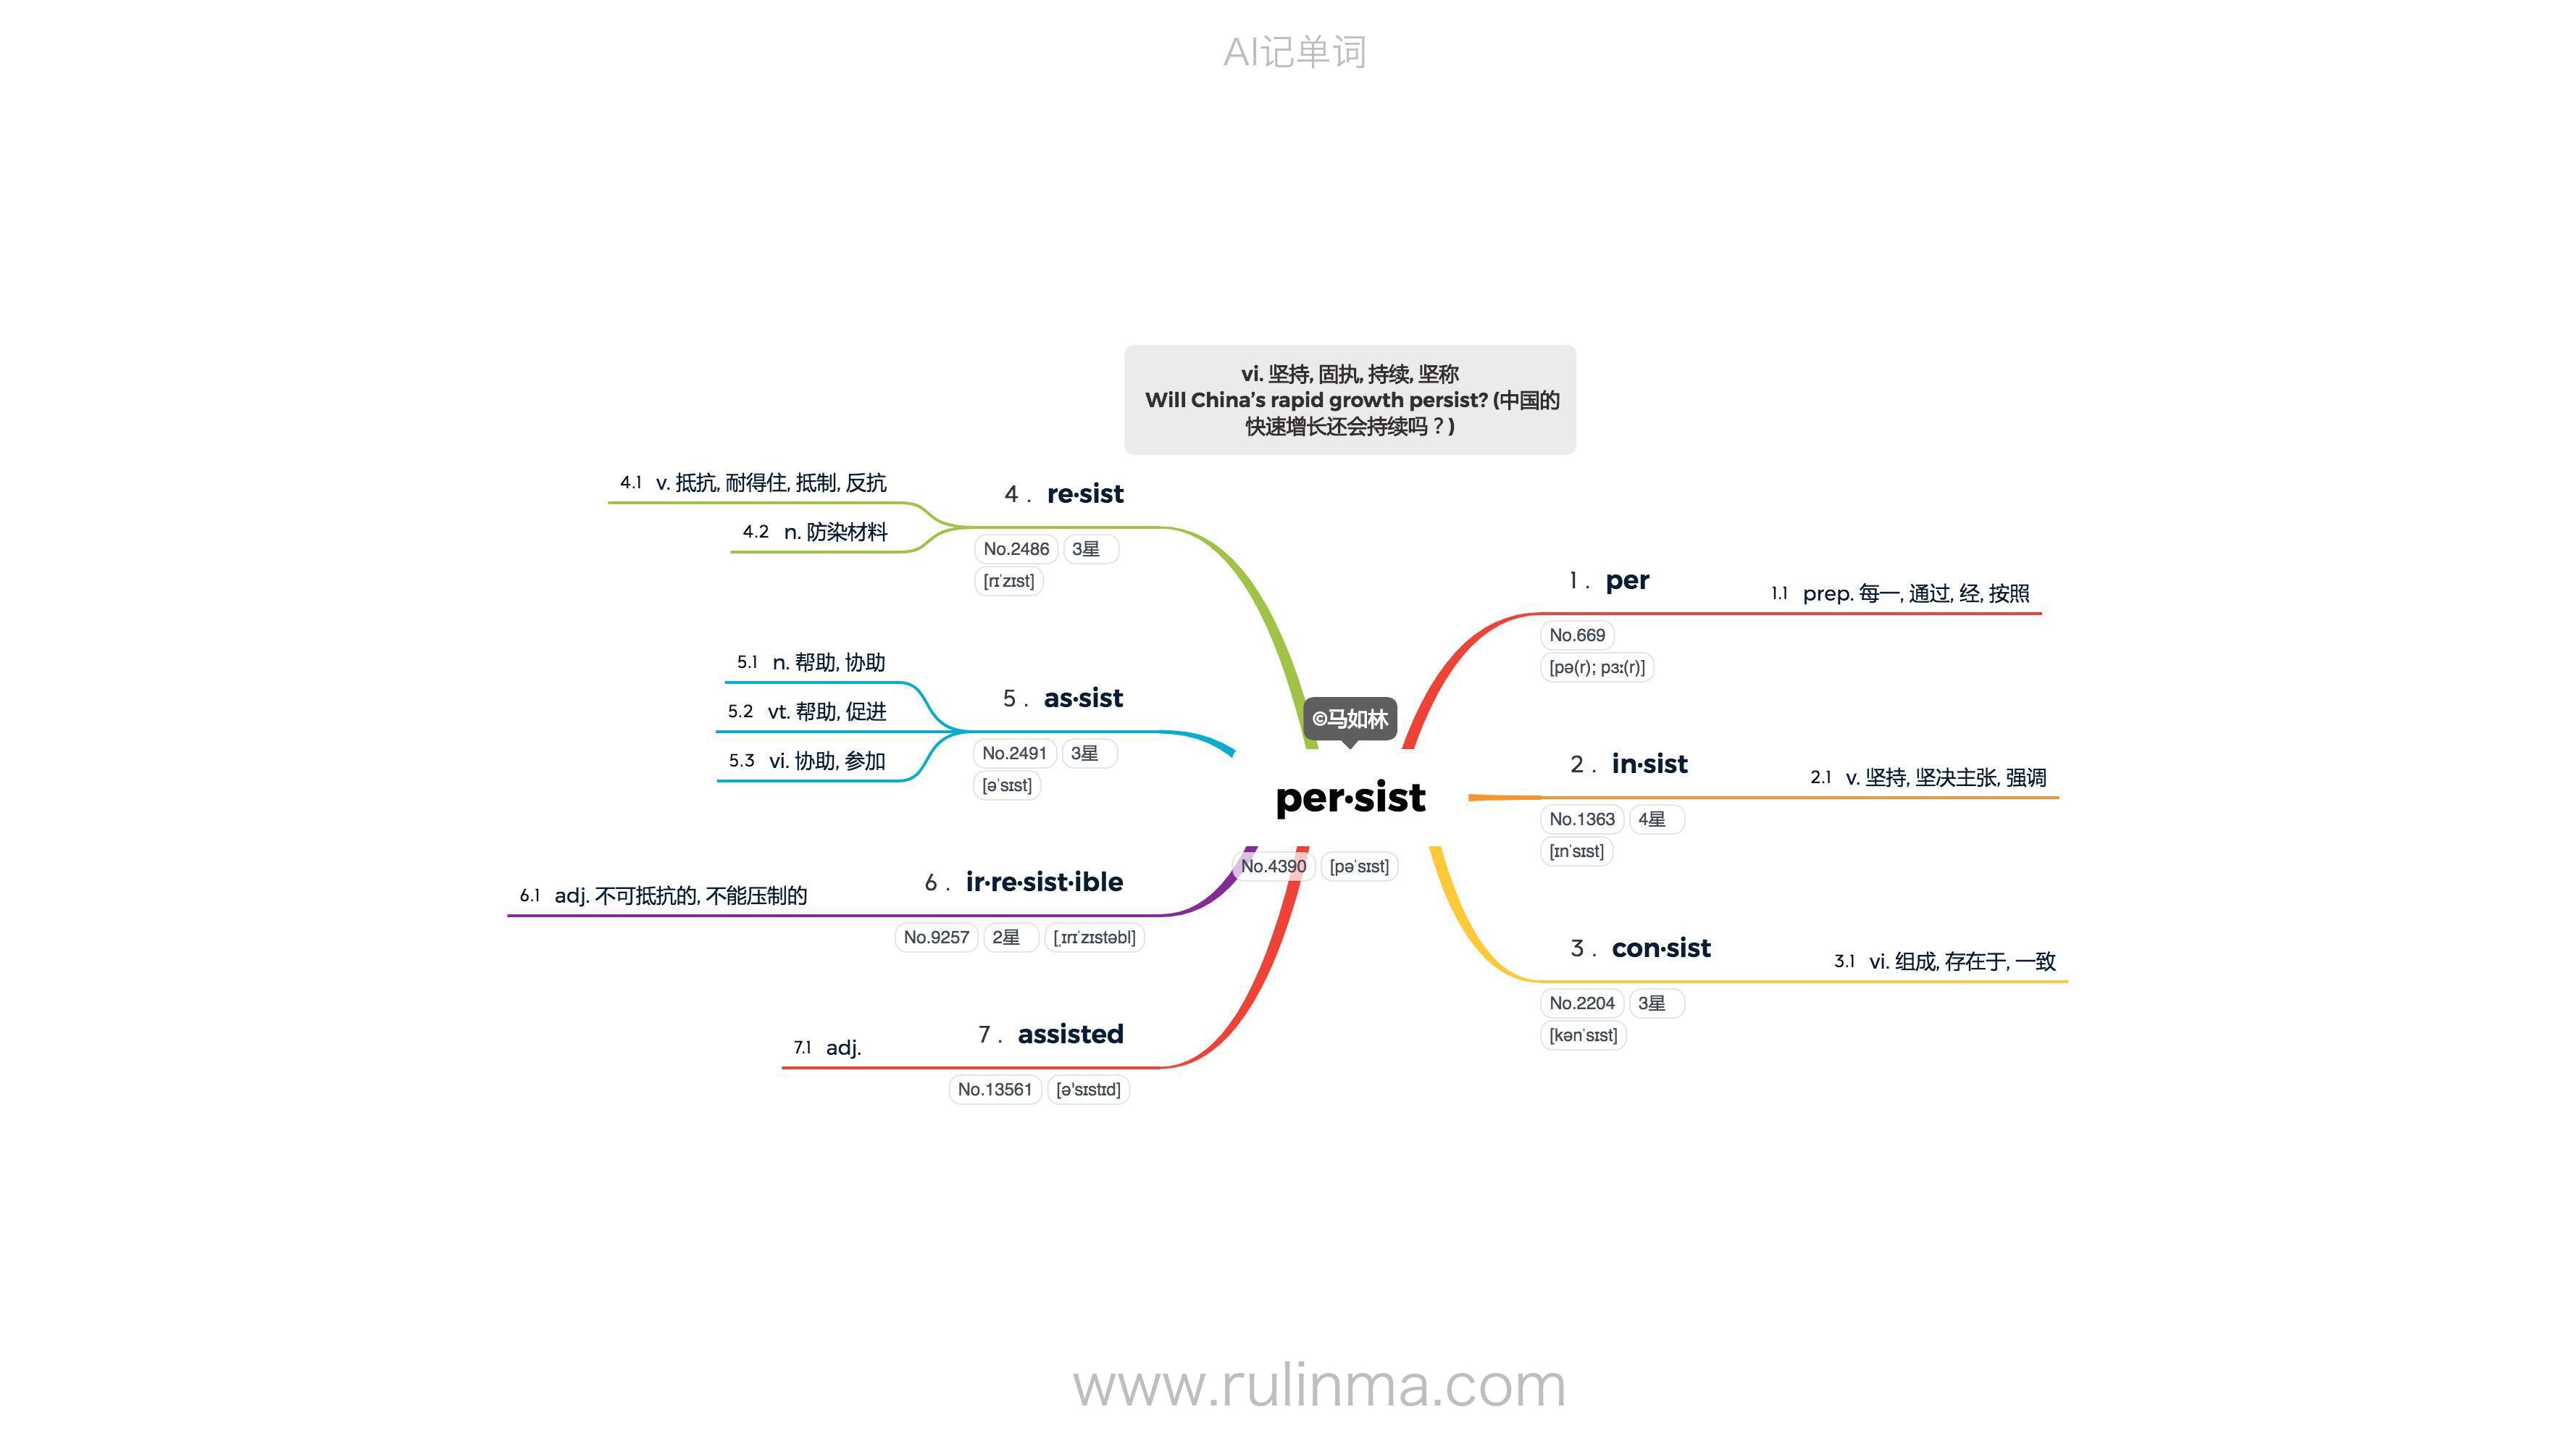 AI记单词
vi. 坚持, 固执, 持续, 坚称
Will China’s rapid growth persist? (中国的
快速增长还会持续吗？)
©马如林
per·sist
No.4390 [pəˈsɪst]
1 . per
No.669
[pə(r); pɜː(r)]
1.1 prep. 每一, 通过, 经, 按照
2 . in·sist
No.1363 4星
[ɪnˈsɪst]
2.1 v. 坚持, 坚决主张, 强调
3 . con·sist
No.2204 3星
[kənˈsɪst]
3.1 vi. 组成, 存在于, 一致
4 . re·sist
No.2486 3星
[rɪˈzɪst]
4.1 v. 抵抗, 耐得住, 抵制, 反抗
4.2 n. 防染材料
5 . as·sist
No.2491 3星
[əˈsɪst]
5.1 n. 帮助, 协助
5.2 vt. 帮助, 促进
5.3 vi. 协助, 参加
6 . ir·re·sist·ible
No.9257 2星 [ˌɪrɪˈzɪstəbl]
6.1 adj. 不可抵抗的, 不能压制的
7 . assisted
No.13561 [ə'sɪstɪd]
7.1 adj.
www.rulinma.com